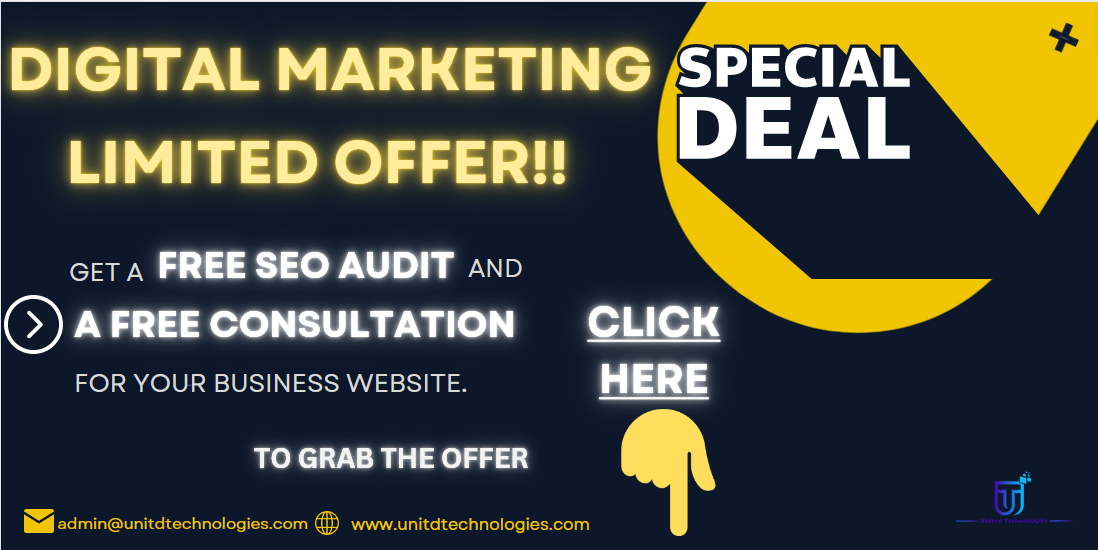 DIGITAL MARKETING
LIMITED OFFER!!
SPECIAL
DEAL
GET A FREE SEO AUDIT AND
A FREE CONSULTATION
FOR YOUR BUSINESS WEBSITE.
CLICK
HERE
TO GRAB THE OFFER
admin@unitdtechnologies.com
www.unitdtechnologies.com